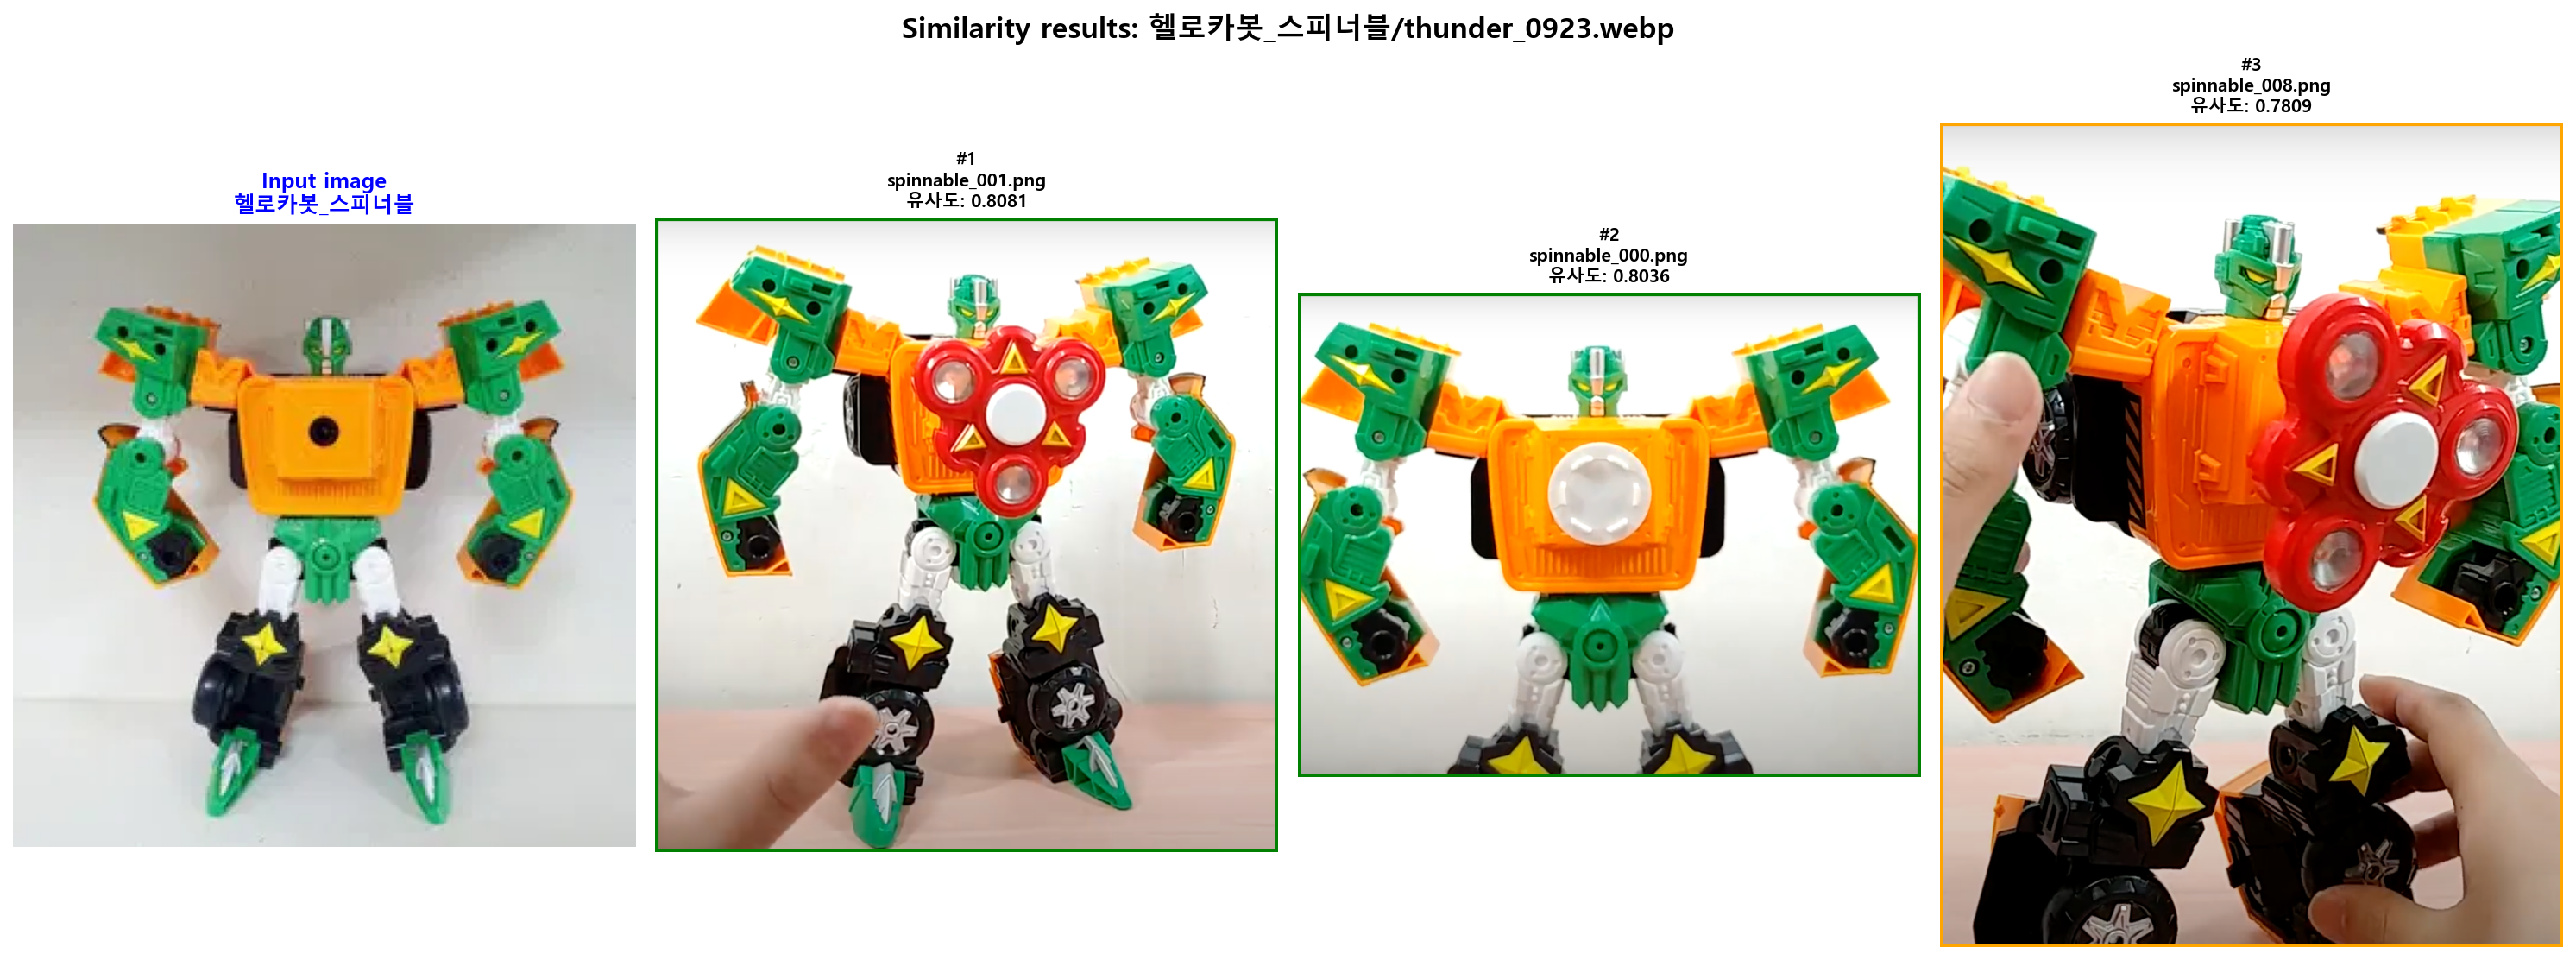 Similarity results: 헬로카봇_스피너블/thunder_0923.webp
Input image
헬로카봇_스피너블
#1
spinnable_001.png
유사도: 0.8081
#2
spinnable_000.png
유사도: 0.8036
#3
spinnable_008.png
유사도: 0.7809